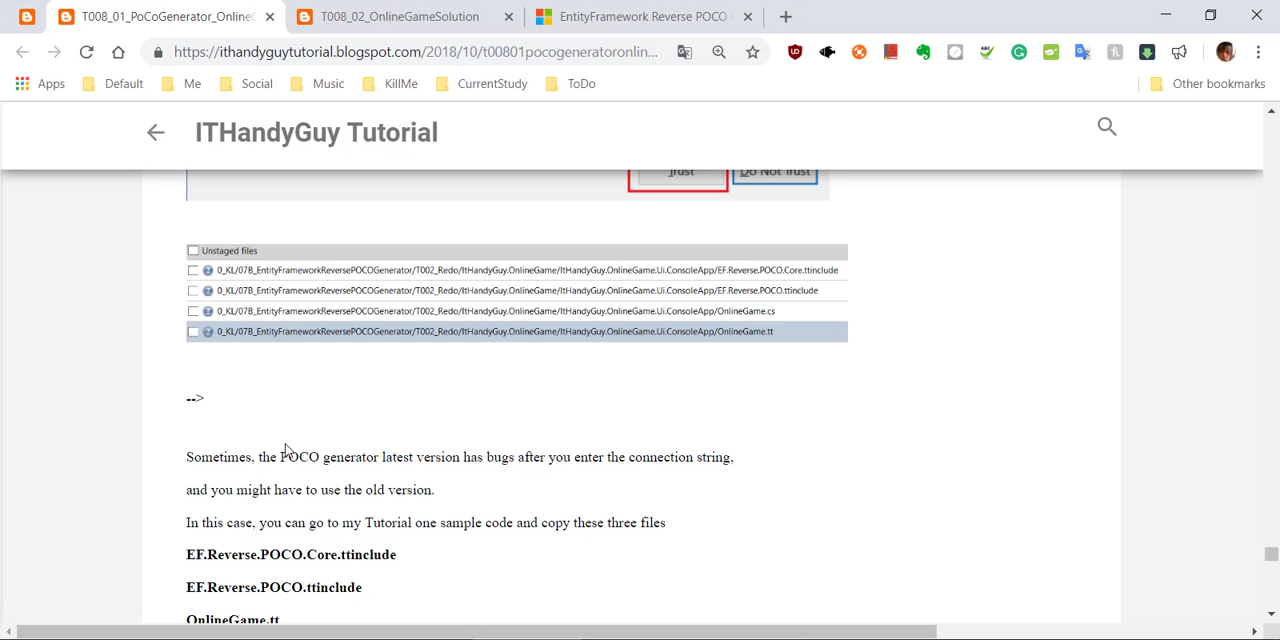 T008_01_PoCoGenerator_OnlineG
T008_02_OnlineGameSolution
EntityFramework Reverse POCO
https://ithandyguytutorial.blogspot.com/2018/10/t00801pocogeneratoronlin...
Apps
Default
Me
Social
Music
KillMe
CurrentStudy
ToDo
Other bookmarks
ITHandyGuy Tutorial
Trust
Do Not Trust
Unstaged files
0_KL/07B_EntityFrameworkReversePOCOGenerator/T002_Redo/ItHandyGuy.OnlineGame/ItHandyGuy.OnlineGame.Ui.ConsoleApp/EF.Reverse.POCO.Core.ttinclude
0_KL/07B_EntityFrameworkReversePOCOGenerator/T002_Redo/ItHandyGuy.OnlineGame/ItHandyGuy.OnlineGame.Ui.ConsoleApp/EF.Reverse.POCO.ttinclude
0_KL/07B_EntityFrameworkReversePOCOGenerator/T002_Redo/ItHandyGuy.OnlineGame/ItHandyGuy.OnlineGame.Ui.ConsoleApp/OnlineGame.cs
0_KL/07B_EntityFrameworkReversePOCOGenerator/T002_Redo/ItHandyGuy.OnlineGame/ItHandyGuy.OnlineGame.Ui.ConsoleApp/OnlineGame.tt
-->
Sometimes, the POCO generator latest version has bugs after you enter the connection string,
and you might have to use the old version.
In this case, you can go to my Tutorial one sample code and copy these three files
EF.Reverse.POCO.Core.ttinclude
EF.Reverse.POCO.ttinclude
OnlineGame.tt